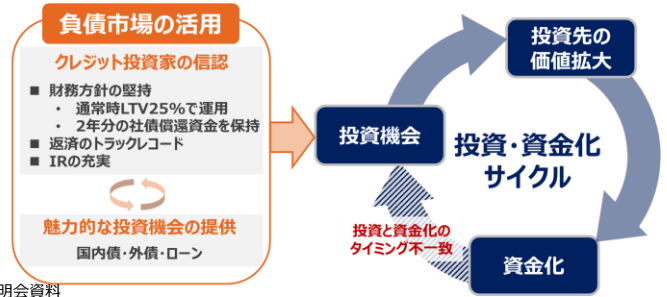 負債市場の活用
クレジット投資家の信認
■ 財務方針の堅持
・ 通常時LTV25%で運用
・ 2年分の社債償還資金を保持
■ 返済のトラックレコード
■ IRの充実
魅力的な投資機会の提供
国内債・外債・ローン
投資機会
投資先の
価値拡大
投資・資金化
サイクル
投資と資金化の
タイミング不一致
資金化
明会資料